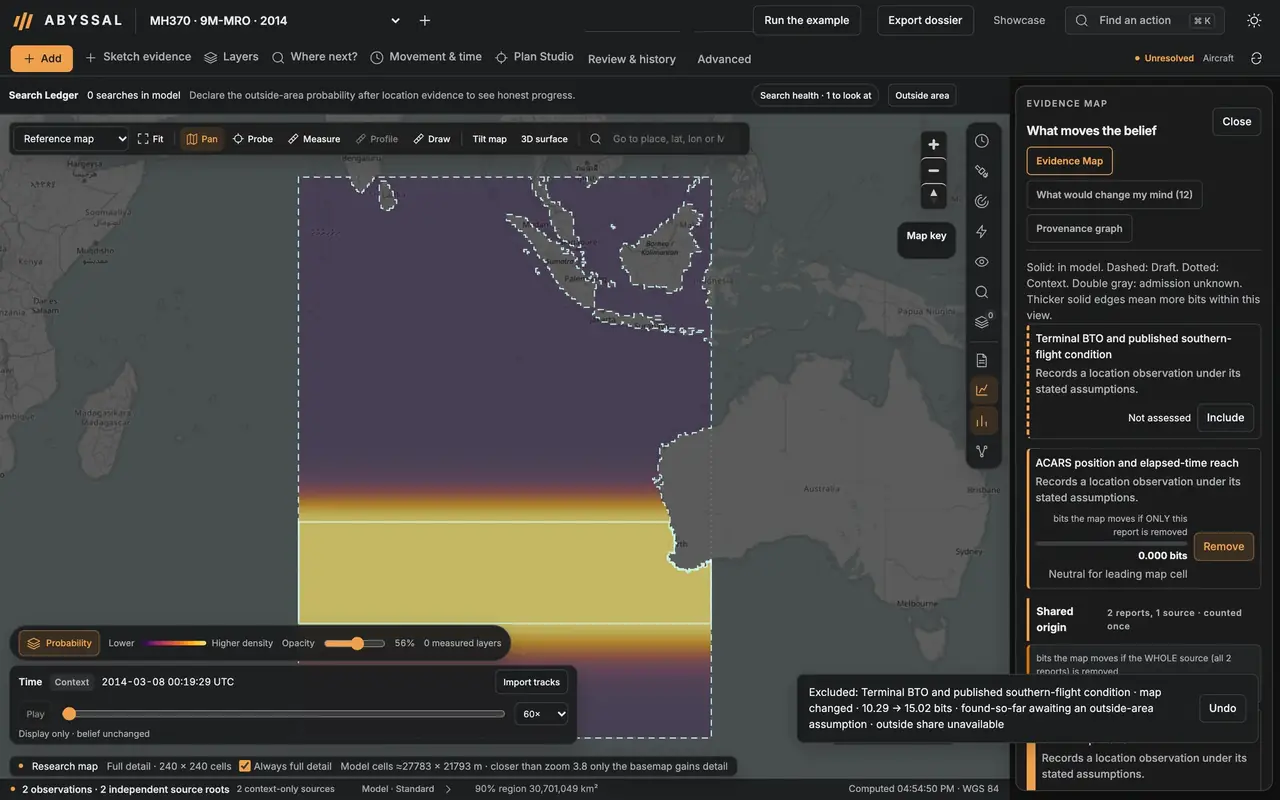 ABYSSAL
MH370 · 9M-MRO · 2014
Run the example
Export dossier
Showcase
Find an action
⌘ K
Add
Sketch evidence
Layers
Where next?
Movement & time
Plan Studio
Review & history
Advanced
Unresolved
Aircraft
Search Ledger
0 searches in model
Declare the outside-area probability after location evidence to see honest progress.
Search health · 1 to look at
Outside area
Reference map
Fit
Pan
Probe
Measure
Profile
Draw
Tilt map
3D surface
Go to place, lat, lon or M
Map key
Kenya
Madagascar
Madagasikara
Sumatra
Borneo /
Kalimantan
Papua Niugini
Australia
Brisbane
Sydney
Melbourne
EVIDENCE MAP
What moves the belief
Close
Evidence Map
What would change my mind (12)
Provenance graph
Solid: in model. Dashed: Draft. Dotted:
Context. Double gray: admission unknown.
Thicker solid edges mean more bits within this
view.
Terminal BTO and published southern-
flight condition
Records a location observation under its
stated assumptions.
Not assessed
Include
ACARS position and elapsed-time reach
Records a location observation under its
stated assumptions.
bits the map moves if ONLY this
report is removed
0.000 bits
Neutral for leading map cell
Remove
Shared
origin
2 reports, 1 source · counted
once
bits the map moves if the WHOLE source (all 2
reports) is removed
Records a location observation under its
stated assumptions.
Excluded: Terminal BTO and published southern-flight condition · map
changed · 10.29 → 15.02 bits · found-so-far awaiting an outside-area
assumption · outside share unavailable
Undo
Probability
Lower
Higher density
Opacity
56%
0 measured layers
Time
Context
2014-03-08 00:19:29 UTC
Import tracks
Play
60×
Display only · belief unchanged
Research map
Full detail · 240 × 240 cells
Always full detail
Model cells ≈27783 × 21793 m · closer than zoom 3.8 only the basemap gains detail
2 observations · 2 independent source roots
2 context-only sources
Model · Standard
90% region 30,701,049 km²
Computed 04:54:50 PM · WGS 84